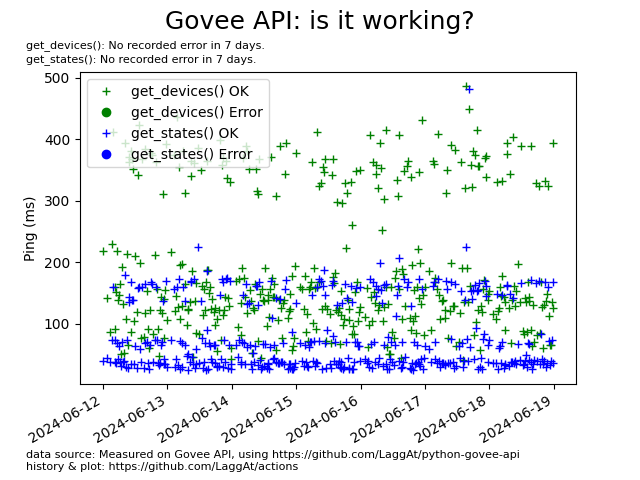 Govee API: is it working?
get_devices(): No recorded error in 7 days.
get_states(): No recorded error in 7 days.
500
400
300
200
100
Ping (ms)
get_devices() OK
get_devices() Error
get_states() OK
get_states() Error
2024-06-12
2024-06-13
2024-06-14
2024-06-15
2024-06-16
2024-06-17
2024-06-18
2024-06-19
data source: Measured on Govee API, using https://github.com/LaggAt/python-govee-api
history & plot: https://github.com/LaggAt/actions